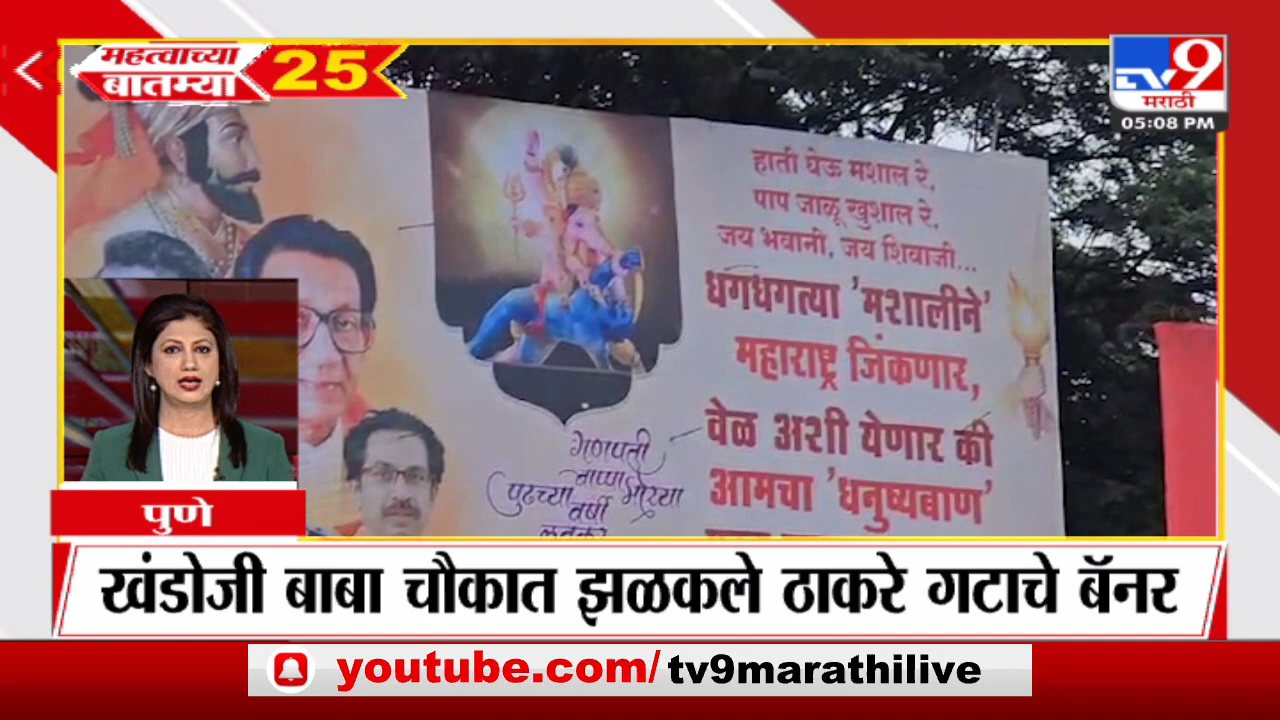 महत्वाच्या
बातम्या
25
TV9
मराठी
05:08 PM
हाती घेऊ मशाल रे,
पाप जाळू खुशाल रे,
जय भवानी, जय शिवाजी...
धगधगत्या 'मशालीने'
महाराष्ट्र जिंकणार,
वेळ अशी येणार की
आमचा 'धनुष्यबाण'
गणपती
बाप्पा मोरया
पुढच्या वर्षी
लवकर
पुणे
खंडोजी बाबा चौकात झळकले ठाकरे गटाचे बॅनर
youtube.com/tv9marathilive